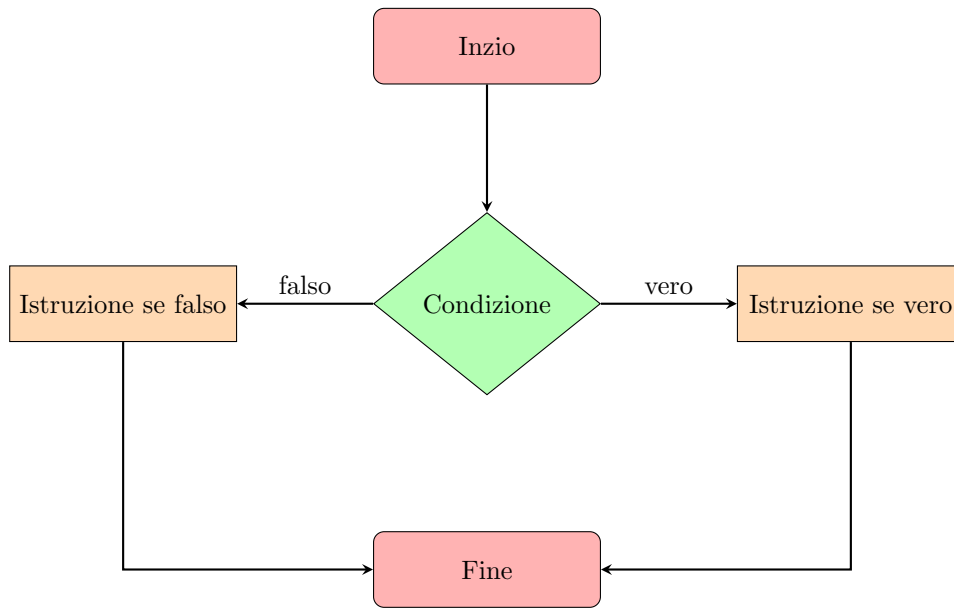 Inzio
falso
vero
Istruzione se falso
Condizione
Istruzione se vero
Fine